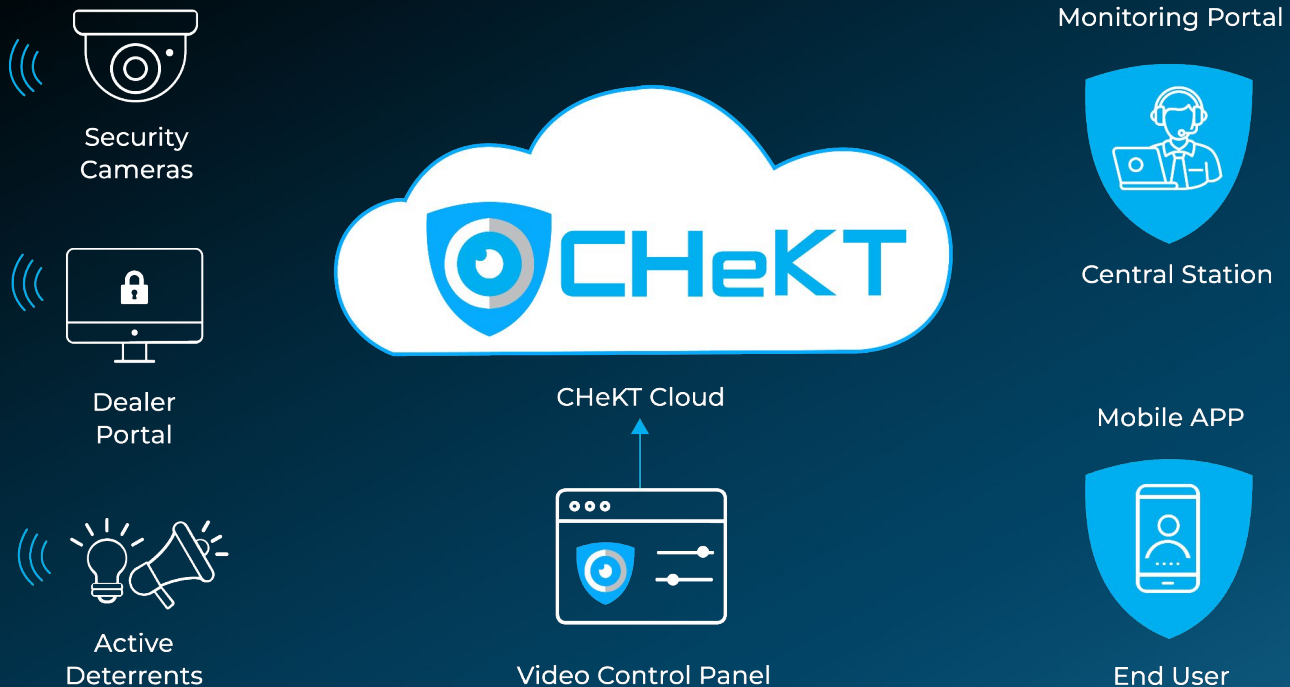 Security
Cameras
Dealer
Portal
Active
Deterrents
CHeKT
CHeKT Cloud
Video Control Panel
Monitoring Portal
Central Station
Mobile APP
End User